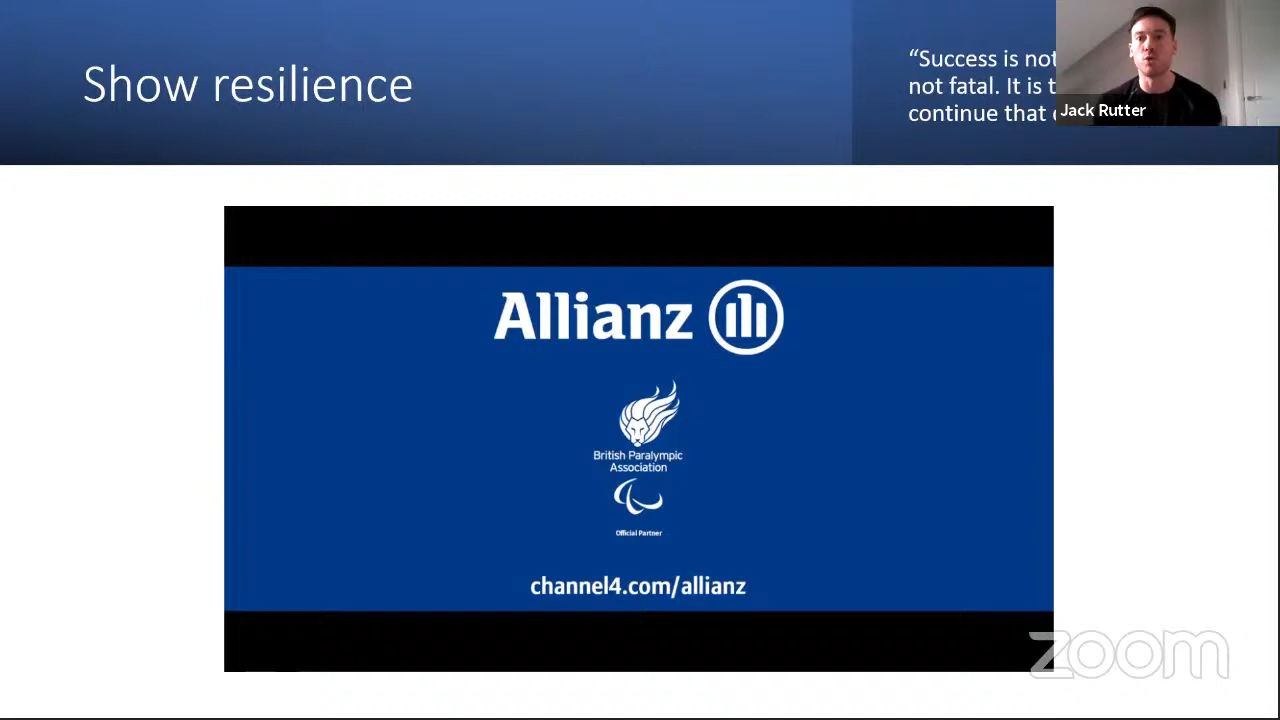 Show resilience
“Success is not
not fatal. It is t
continue that
Jack Rutter
Allianz
British Paralympic
Association
Official Partner
channel4.com/allianz
zoom